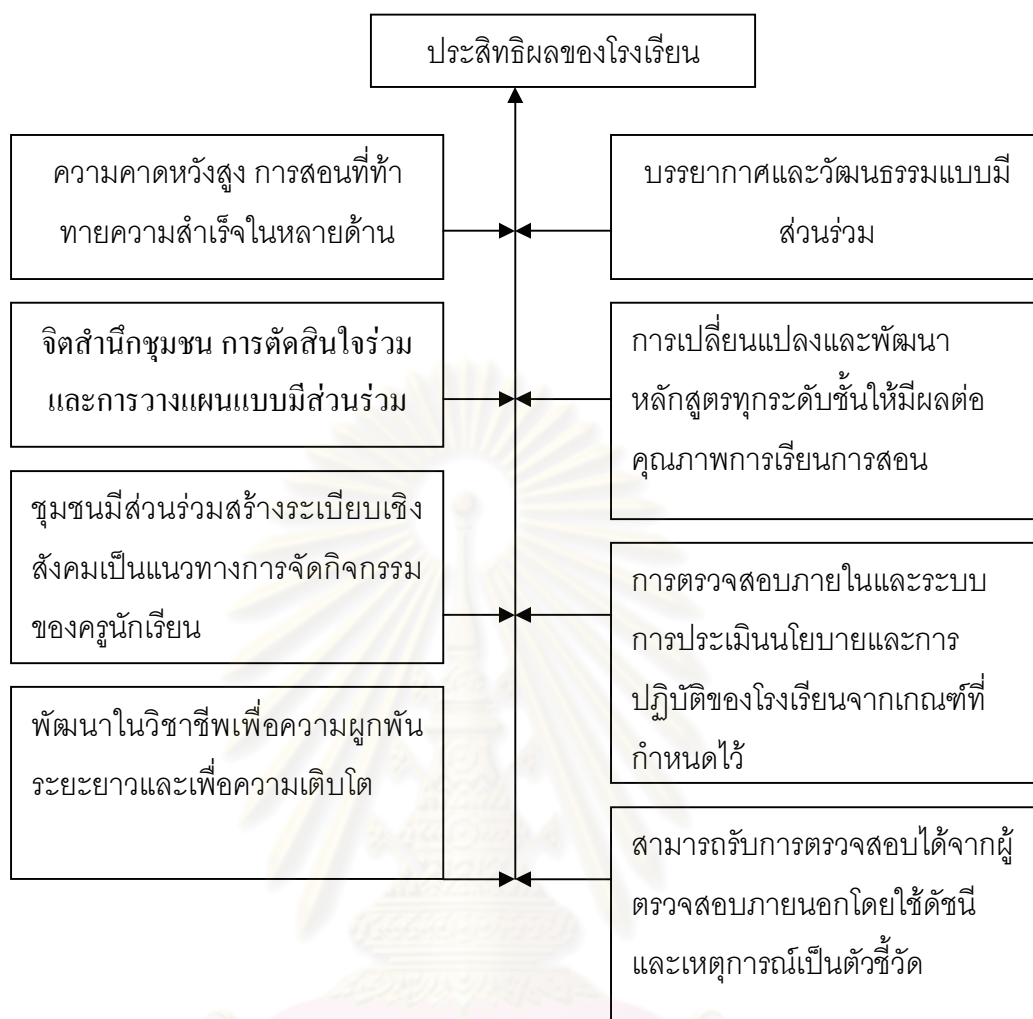 ประสิทธิผลของโรงเรียน
ความคาดหวังสูง การสอนที่ท้า
ทายความสำเร็จในหลายด้าน
บรรยากาศและวัฒนธรรมแบบมี
ส่วนร่วม
จิตสำนึกชุมชน การตัดสินใจร่วม
และการวางแผนแบบมีส่วนร่วม
การเปลี่ยนแปลงและพัฒนา
หลักสูตรทุกระดับชั้นให้มีผลต่อ
คุณภาพการเรียนการสอน
ชุมชนมีส่วนร่วมสร้างระเบียบเชิง
สังคมเป็นแนวทางการจัดกิจกรรม
ของครูนักเรียน
การตรวจสอบภายในและระบบ
การประเมินนโยบายและการ
ปฏิบัติของโรงเรียนจากเกณฑ์ที่
กำหนดไว้
พัฒนาในวิชาชีพเพื่อความผูกพัน
ระยะยาวและเพื่อความเติบโต
สามารถรับการตรวจสอบได้จากผู้
ตรวจสอบภายนอกโดยใช้ดัชนี
และเหตุการณ์เป็นตัวชี้วัด